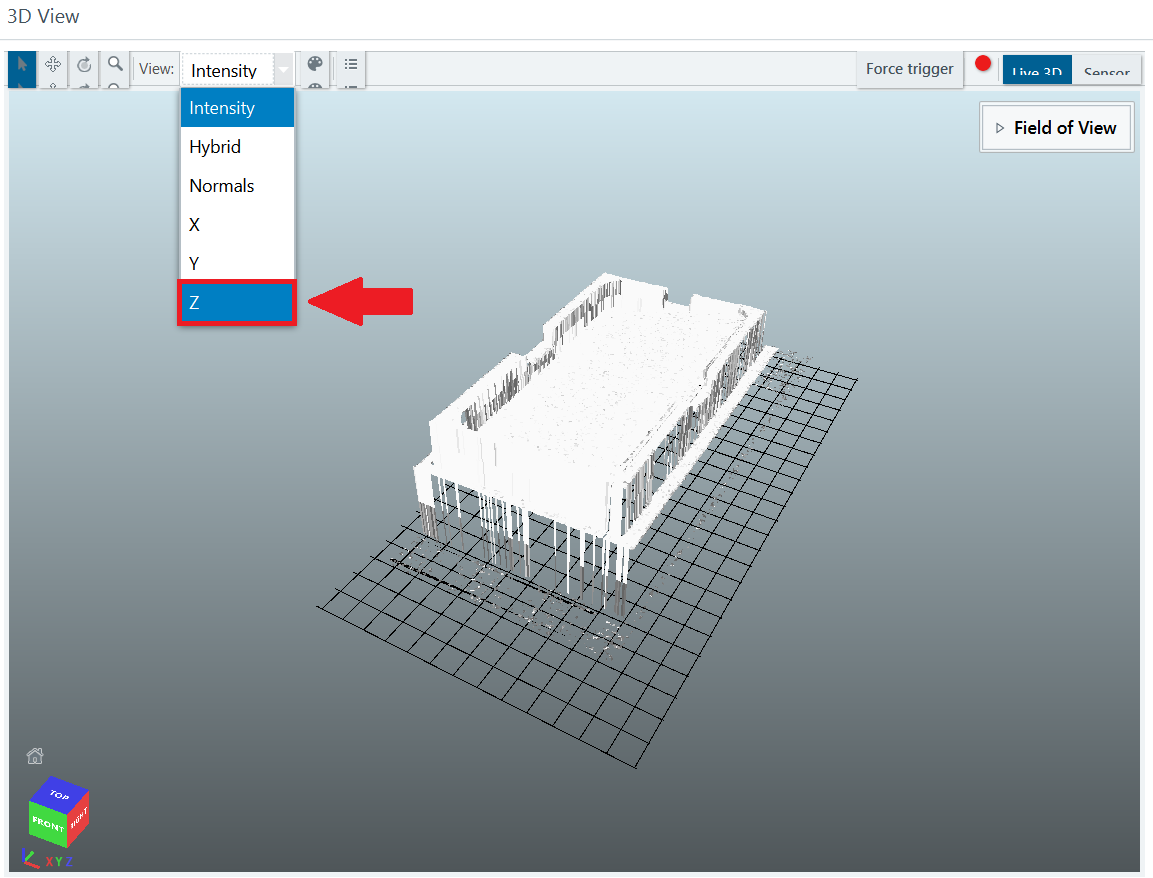 3D View
View: Intensity
Force trigger
Live 3D
Sensor
Intensity
Hybrid
Normals
X
Y
Z
Field of View
TOP
FRONT
RIGHT
X Y Z